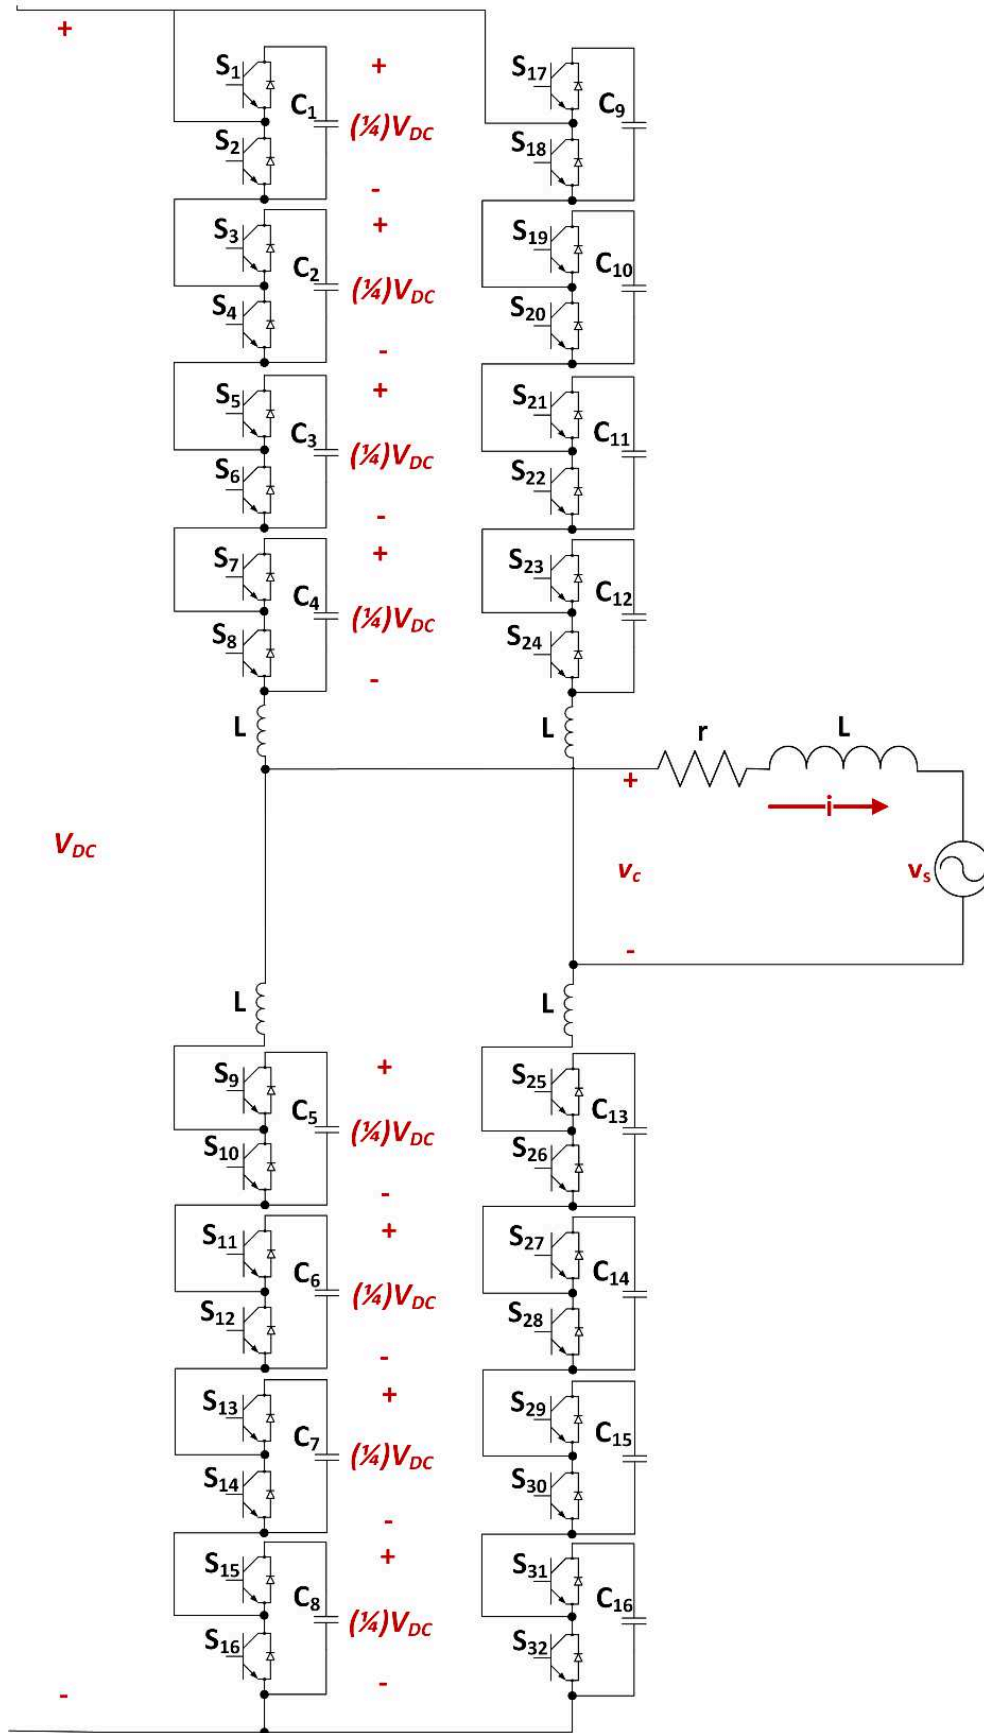 +
S1
C1
+
(¼)VDC
S2
-
S17
C9
S18
S3
C2
+
(¼)VDC
S4
-
S19
C10
S20
S5
C3
+
(¼)VDC
S6
-
S21
C11
S22
S7
C4
+
(¼)VDC
S8
-
S23
C12
S24
L
L
r
L
+
i
VDC
vc
vs
-
L
L
S9
C5
+
(¼)VDC
S10
-
S25
C13
S26
S11
C6
+
(¼)VDC
S12
-
S27
C14
S28
S13
C7
+
(¼)VDC
S14
-
S29
C15
S30
S15
C8
+
(¼)VDC
S16
-
S31
C16
S32
-